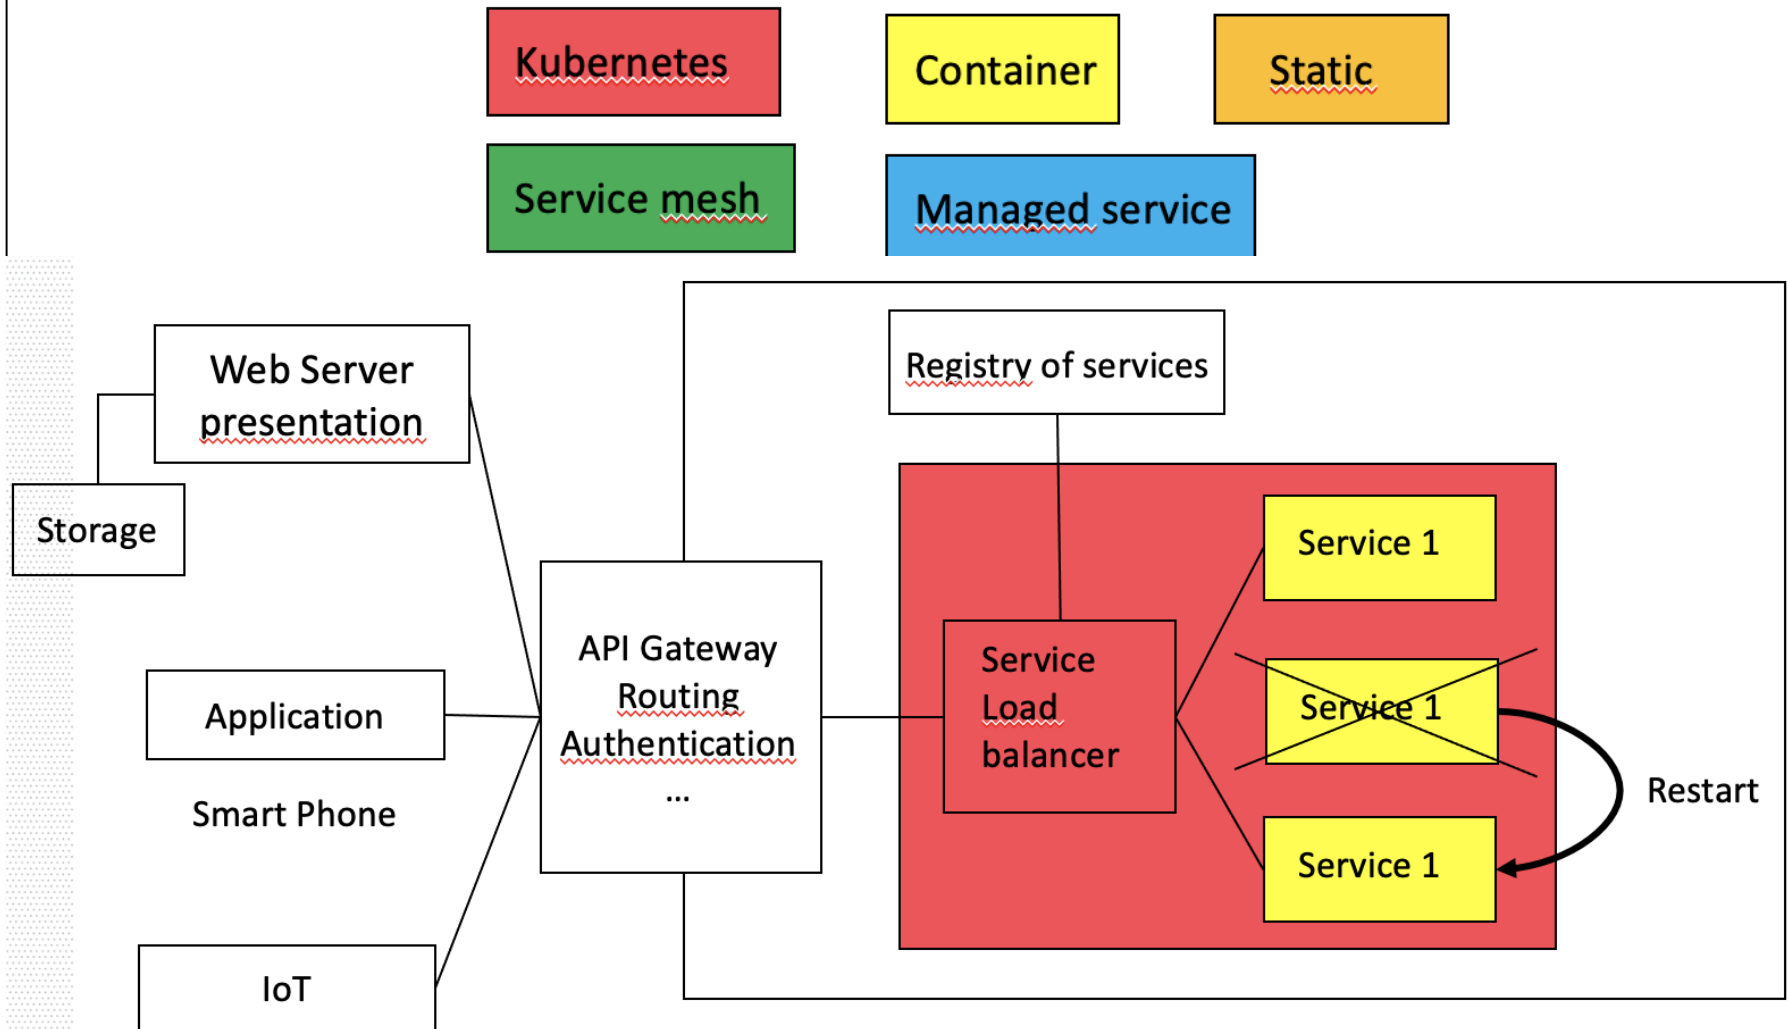 Kubernetes
Container
Static
Service mesh
Managed service
Web Server
presentation
Storage
Application
Smart Phone
IoT
API Gateway
Routing
Authentication
...
Registry of services
Service
Load
balancer
Service 1
Service 1
Service 1
Restart